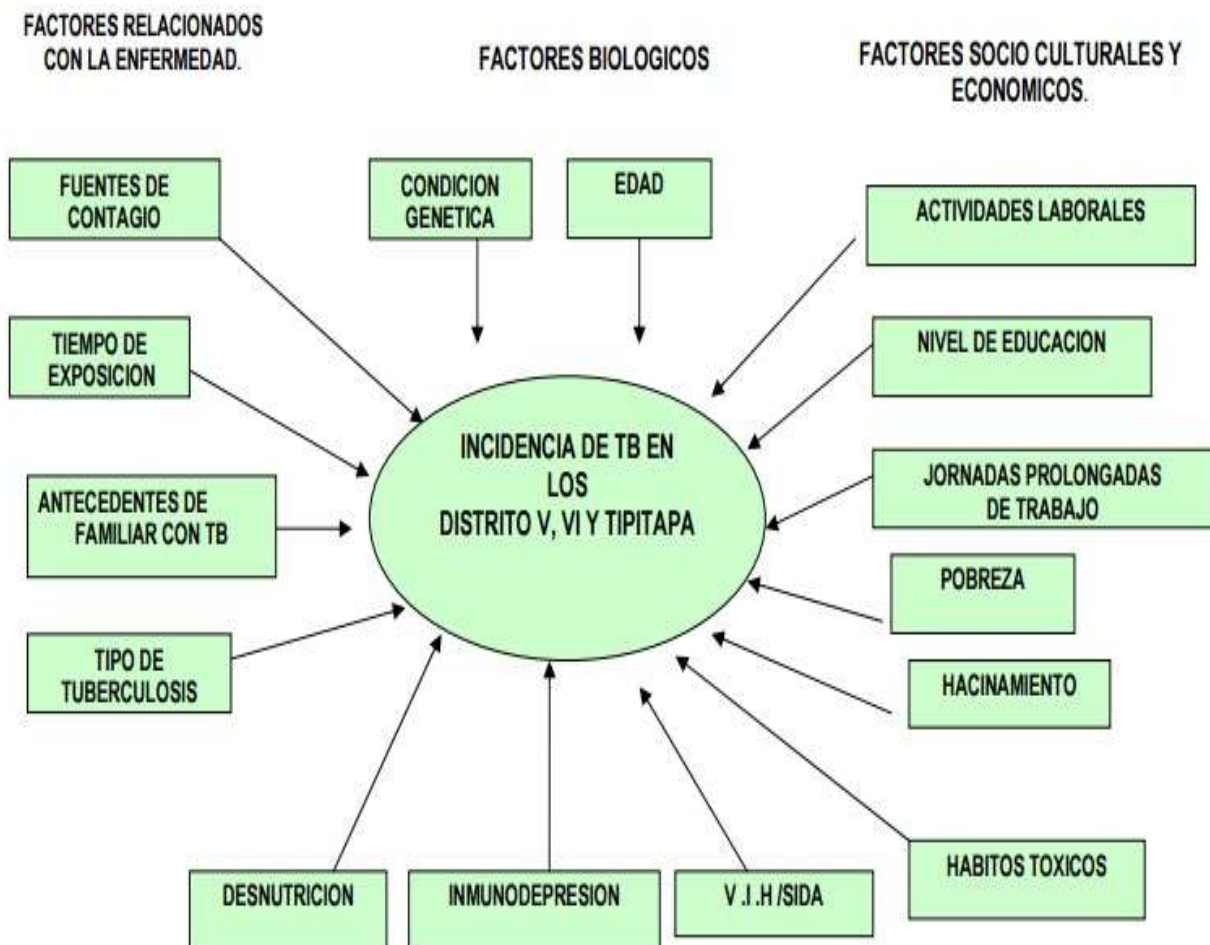 FACTORES RELACIONADOS
CON LA ENFERMEDAD.
FACTORES BIOLOGICOS
FACTORES SOCIO CULTURALES Y
ECONOMICOS.
FUENTES DE
CONTAGIO
CONDICION
GENETICA
EDAD
ACTIVIDADES LABORALES
TIEMPO DE
EXPOSICION
NIVEL DE EDUCACION
INCIDENCIA DE TB EN
LOS
DISTRITO V, VI Y TIPITAPA
ANTECEDENTES DE
FAMILIAR CON TB
JORNADAS PROLONGADAS
DE TRABAJO
POBREZA
TIPO DE
TUBERCULOSIS
HACINAMIENTO
DESNUTRICION
INMUNODEPRESION
V .I .H /SIDA
HABITOS TOXICOS